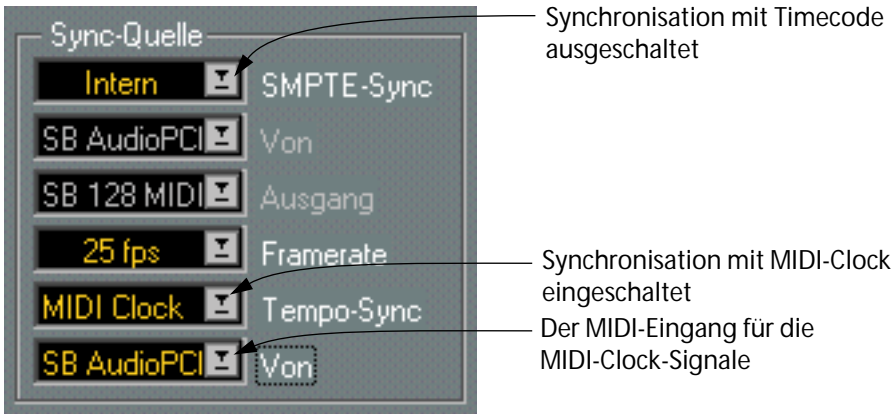 Sync-Quelle
Intern SMPTE-Sync
SB AudioPCI Von
SB 128 MIDI Ausgang
25 fps Framerate
MIDI Clock Tempo-Sync
SB AudioPCI Von
Synchronisation mit Timecode
ausgeschaltet
Synchronisation mit MIDI-Clock
eingeschaltet
Der MIDI-Eingang für die
MIDI-Clock-Signale